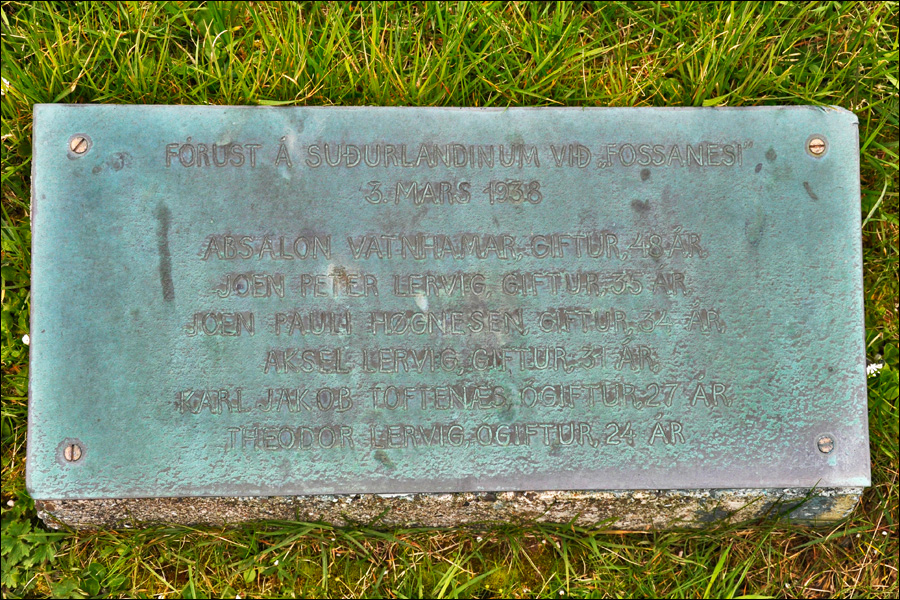 FÓRUST Á SUÐURLANDINUM VIÐ „FOSSANESI”
3. MARS 1938
ABSALON VATNHAMAR, GIFTUR, 48 ÁR.
JOEN PETER LERVIG, GIFTUR, 35 ÁR.
JOEN PAULI HØGNESEN, GIFTUR, 34 ÁR.
AKSEL LERVIG, GIFTUR, 31 ÁR.
KARL JAKOB TOFTENÆS, ÓGIFTUR, 27 ÁR.
THEODOR LERVIG, ÓGIFTUR, 24 ÁR.